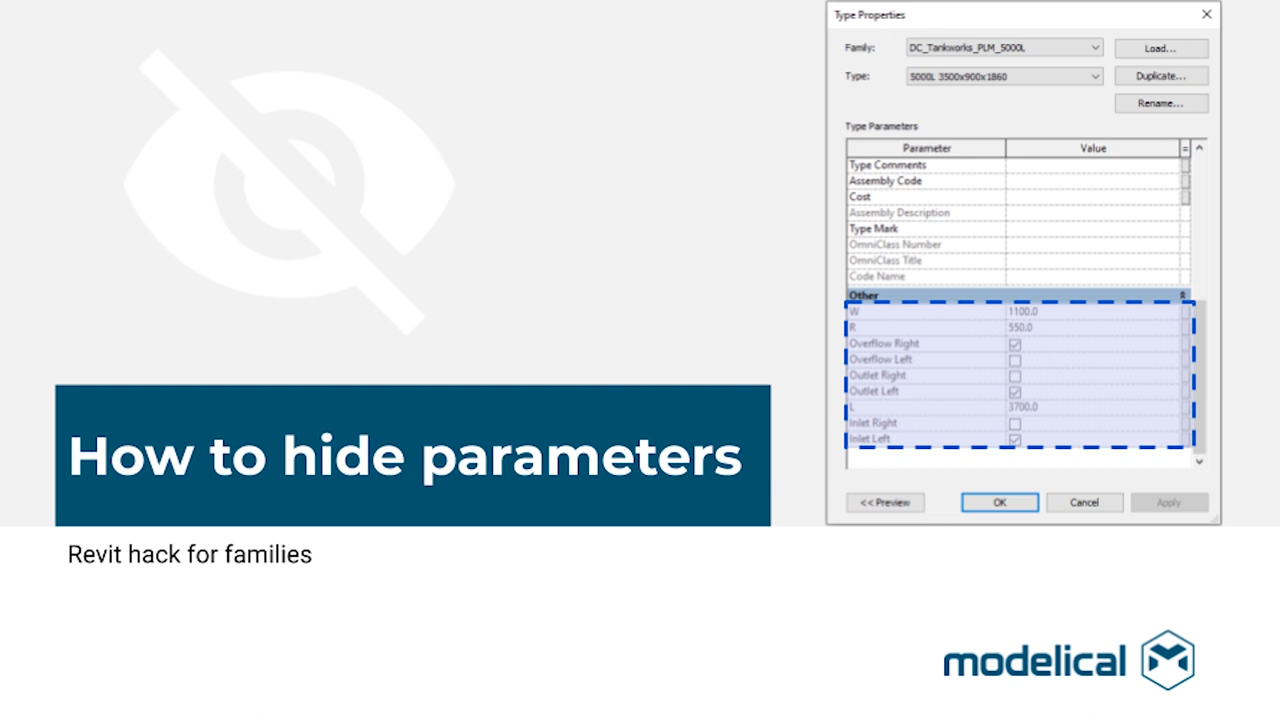 Type Properties
Family: DC_Tankworks_PLM_5000L Load...
Type: 5000L 3500x900x1860 Duplicate...
Rename...
Type Parameters
Parameter Value =
Type Comments
Assembly Code
Cost
Assembly Description
Type Mark
OmniClass Number
OmniClass Title
Code Name
Other
W 1100.0
R 550.0
Overflow Right
Overflow Left
Outlet Right
Outlet Left
L 3700.0
Inlet Right
Inlet Left
<< Preview OK Cancel Apply
How to hide parameters
Revit hack for families
modelical